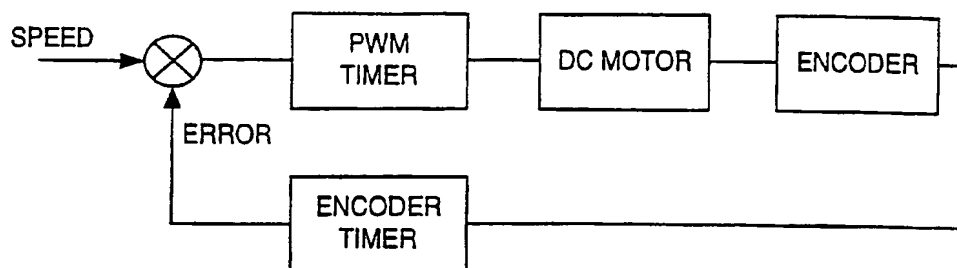 SPEED
PWM
TIMER
DC MOTOR
ENCODER
ERROR
ENCODER
TIMER